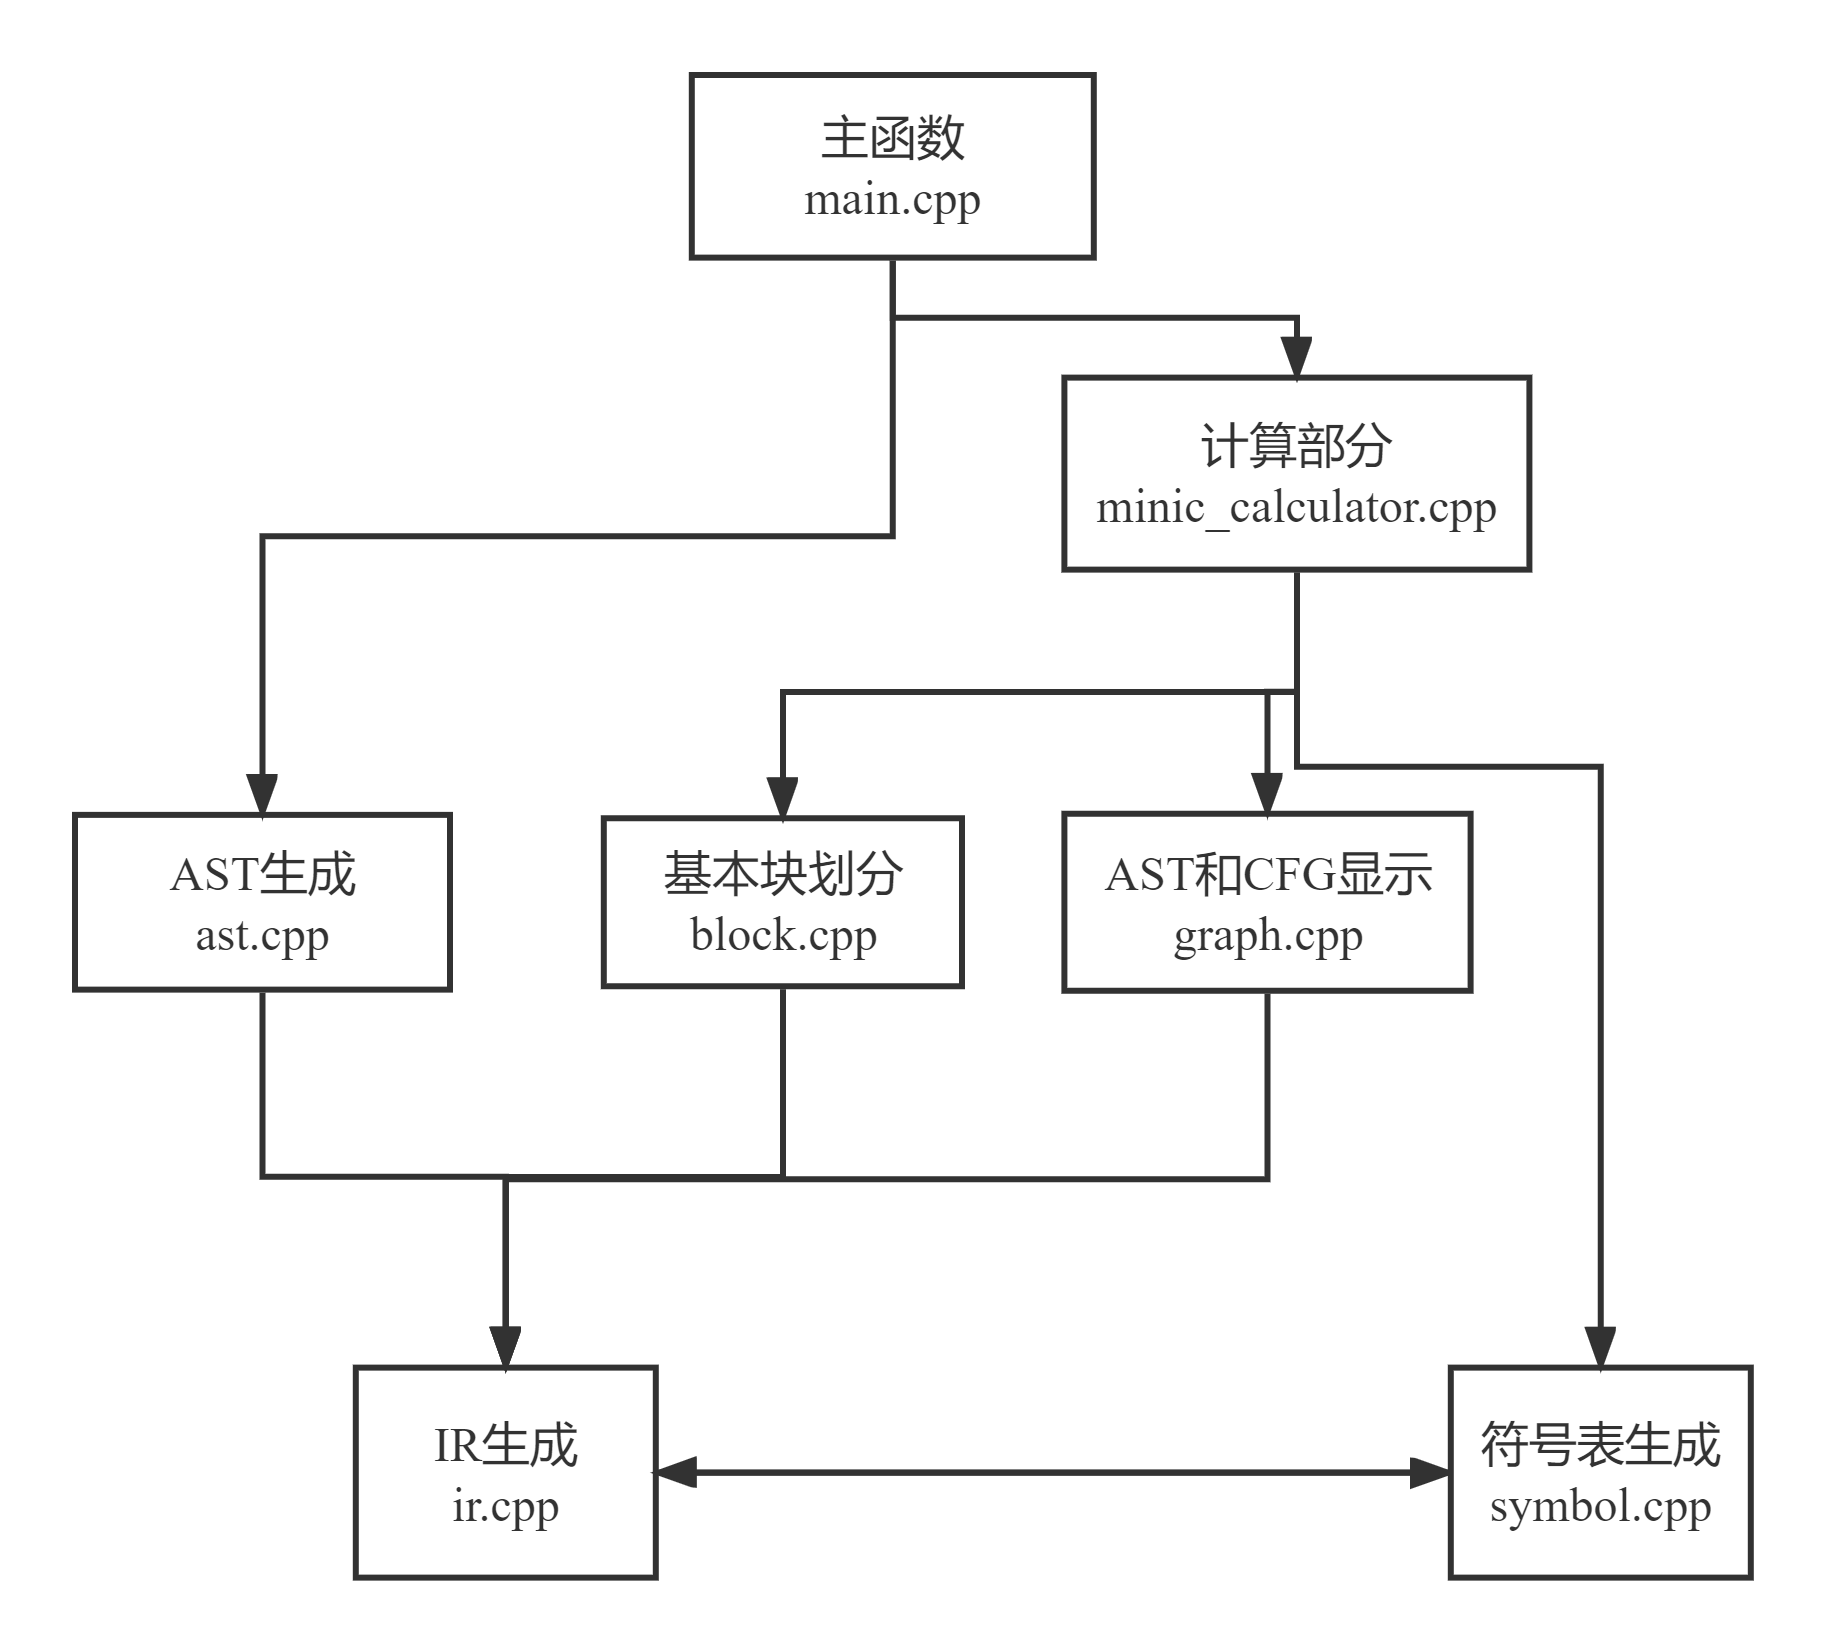 主函数
main.cpp
计算部分
minic_calculator.cpp
AST生成
ast.cpp
基本块划分
block.cpp
AST和CFG显示
graph.cpp
IR生成
ir.cpp
符号表生成
symbol.cpp